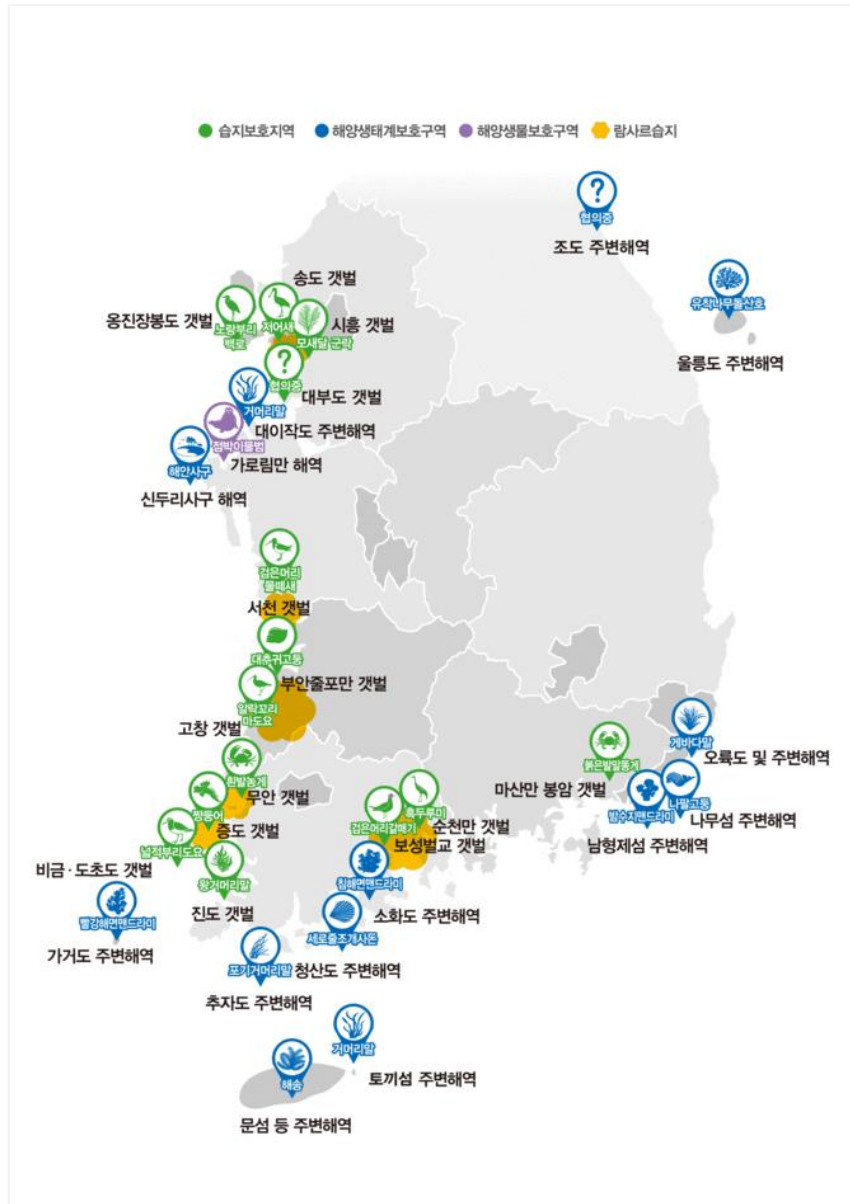 습지보호지역 해양생태계보호구역 해양생물보호구역 람사르습지
?
협의중
조도 주변해역
유착나무돌산호
울릉도 주변해역
송도 갯벌
저어새
옹진장봉도 갯벌
노랑부리
백로
시흥 갯벌
모새달 군락
?
협의중
대부도 갯벌
거머리말
대이작도 주변해역
점박이물범
가로림만 해역
해안사구
신두리사구 해역
검은머리
물떼새
서천 갯벌
대추귀고둥
부안줄포만 갯벌
알락꼬리
마도요
고창 갯벌
흰발농게
무안 갯벌
짱뚱어
증도 갯벌
넓적부리도요
비금·도초도 갯벌
왕거머리말
진도 갯벌
흑두루미
순천만 갯벌
검은머리갈매기
보성벌교 갯벌
붉은발말똥게
마산만 봉암 갯벌
게바다말
오륙도 및 주변해역
나팔고둥
나무섬 주변해역
밤수지맨드라미
남형제섬 주변해역
빨강해면맨드라미
가거도 주변해역
침해면맨드라미
소화도 주변해역
세로줄조개사돈
청산도 주변해역
포기거머리말
추자도 주변해역
거머리말
토끼섬 주변해역
해송
문섬 등 주변해역